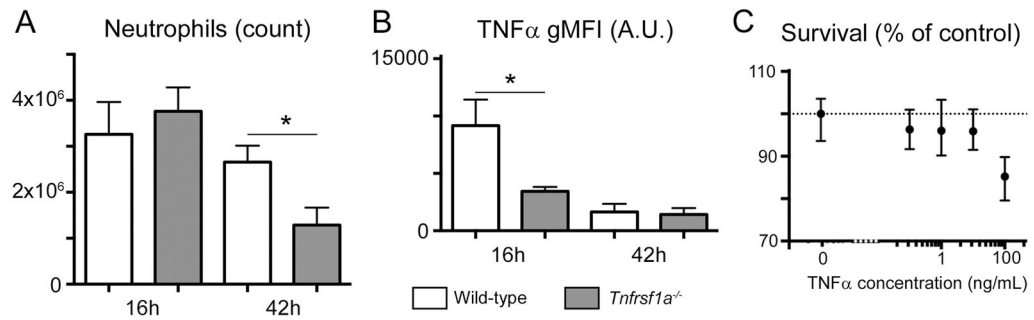 A
Neutrophils (count)
4x10⁶
2x10⁶
0
*
16h
42h
B
TNFα gMFI (A.U.)
15000
0
*
16h
42h
Wild-type
Tnfrsf1a⁻/⁻
C
Survival (% of control)
110
90
70
0
1
100
TNFα concentration (ng/mL)